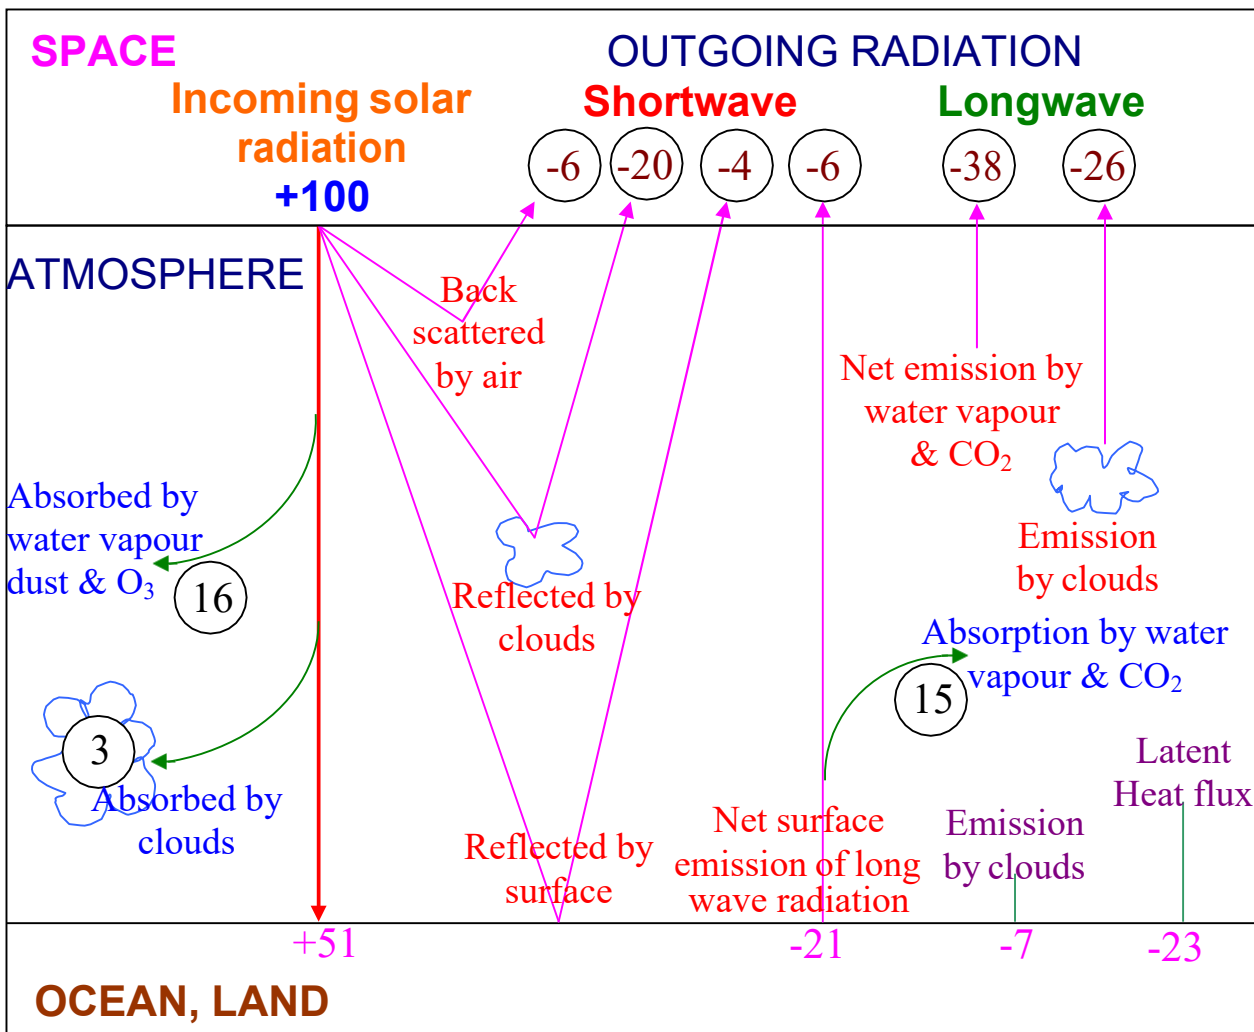 SPACE
OUTGOING RADIATION
Incoming solar
radiation
+100
Shortwave
Longwave
-6
-20
-4
-6
-38
-26
ATMOSPHERE
Back
scattered
by air
Net emission by
water vapour
& CO₂
Absorbed by
water vapour
dust & O₃
16
Reflected by
clouds
Emission
by clouds
Absorption by water
vapour & CO₂
15
3
Absorbed by
clouds
Reflected by
surface
Net surface
emission of long
wave radiation
Emission
by clouds
Latent
Heat flux
+51
-21
-7
-23
OCEAN, LAND